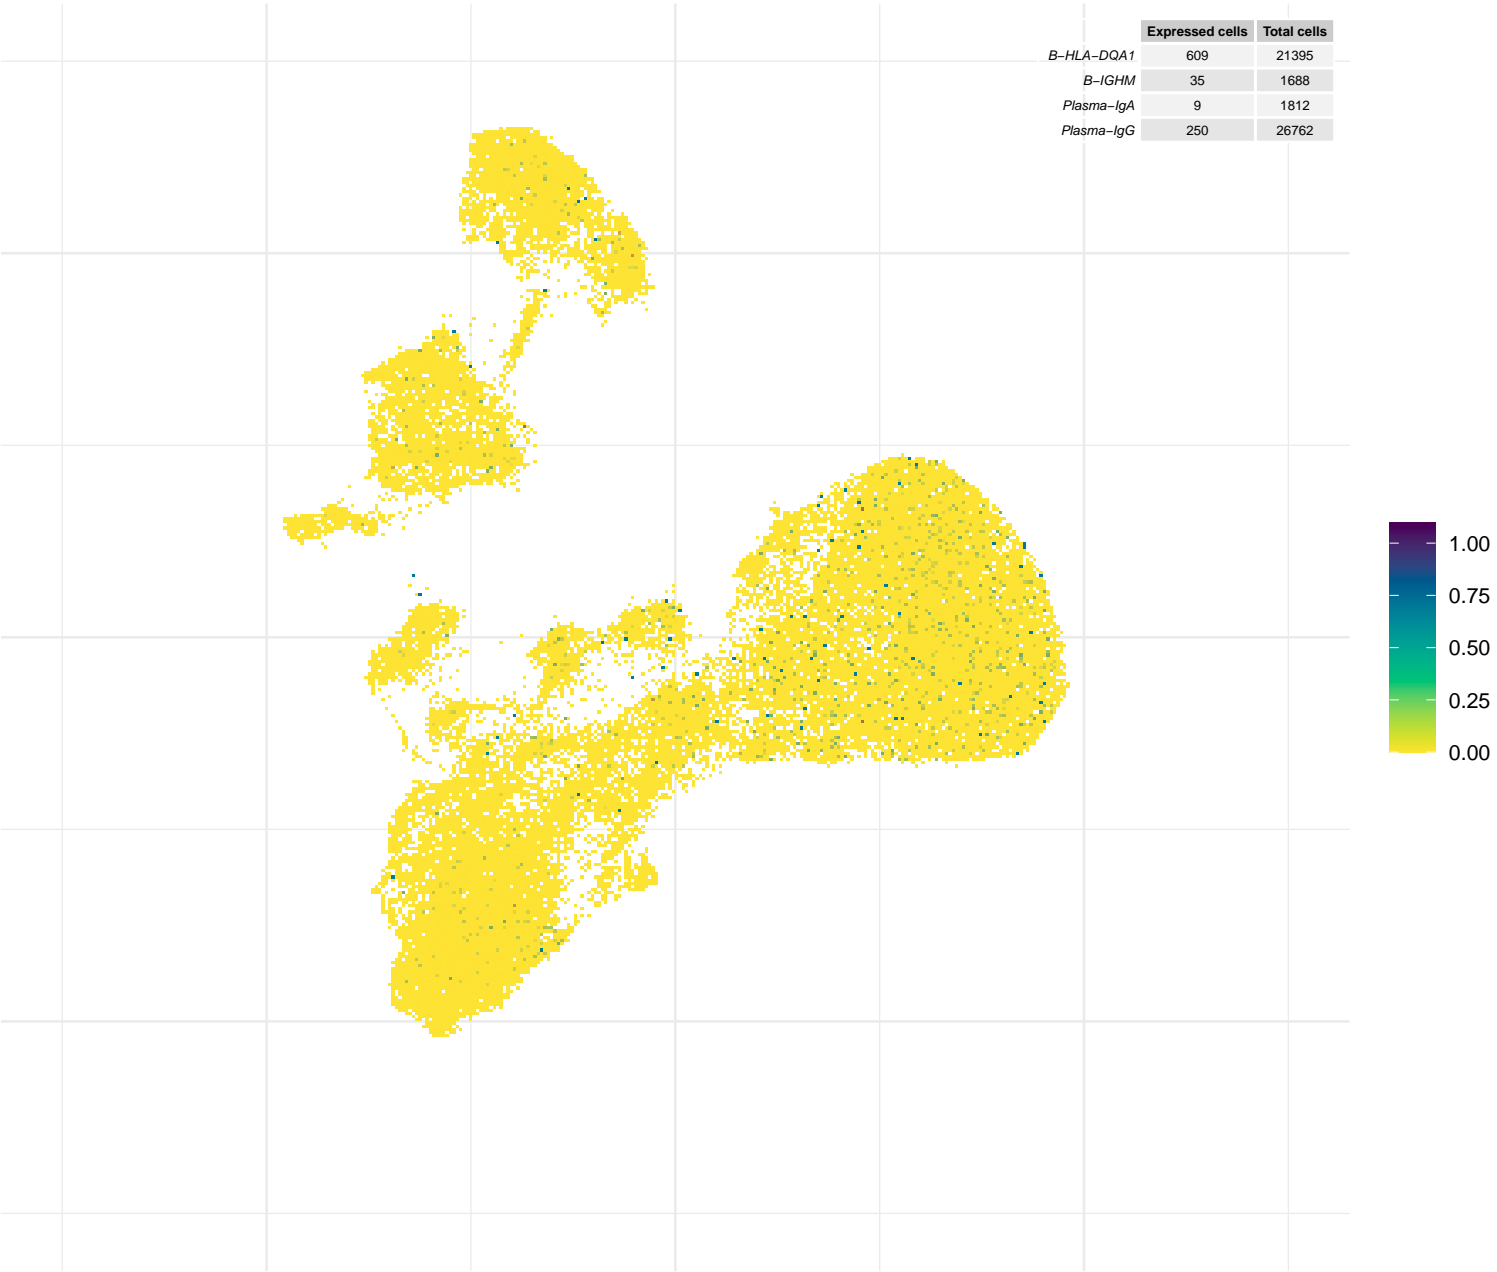 Expressed cells Total cells
B−HLA−DQA1 609 21395
B−IGHM 35 1688
Plasma−IgA 9 1812
Plasma−IgG 250 26762
1.00
0.75
0.50
0.25
0.00